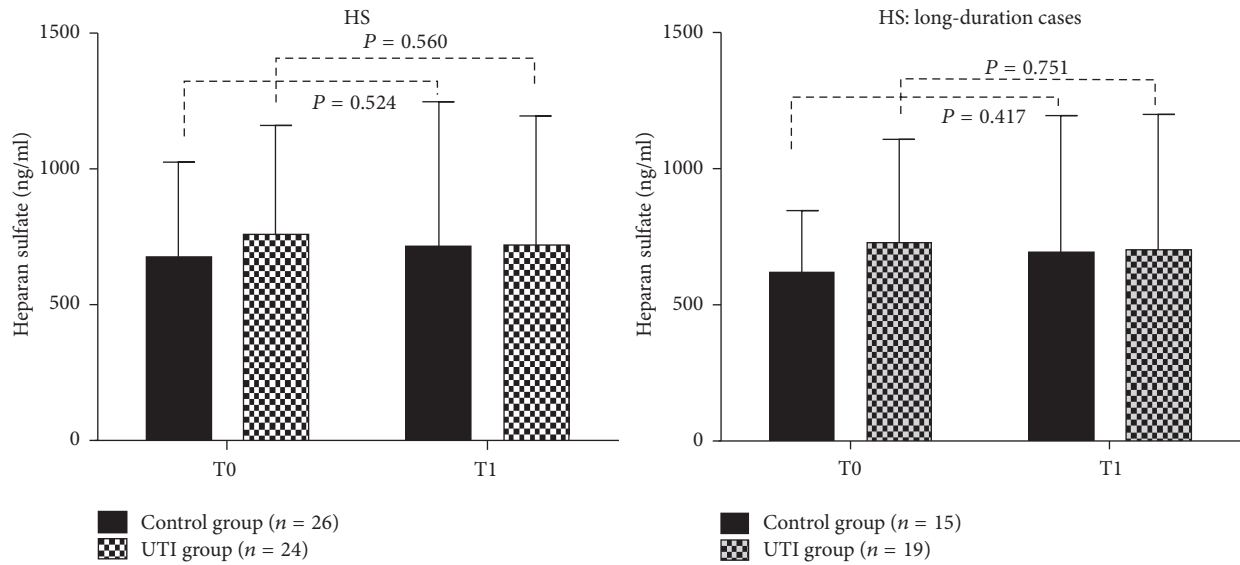 HS
1500
1000
500
0
Heparan sulfate (ng/ml)
P = 0.560
P = 0.524
T0
T1
Control group (n = 26)
UTI group (n = 24)
HS: long-duration cases
1500
1000
500
0
Heparan sulfate (ng/ml)
P = 0.751
P = 0.417
T0
T1
Control group (n = 15)
UTI group (n = 19)